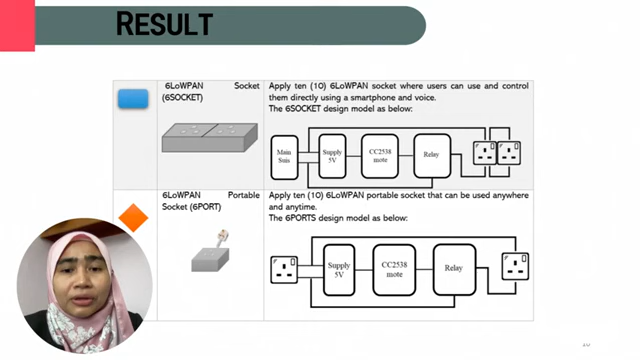 RESULT
6LoWPAN Socket
(6SOCKET)
Apply ten (10) 6LoWPAN socket where users can use and control
them directly using a smartphone and voice.
The 6SOCKET design model as below:
Main
Suis
Supply
5V
CC2538
mote
Relay
6LoWPAN Portable
Socket (6PORT)
Apply ten (10) 6LoWPAN portable socket that can be used anywhere
and anytime.
The 6PORTS design model as below:
Supply
5V
CC2538
mote
Relay